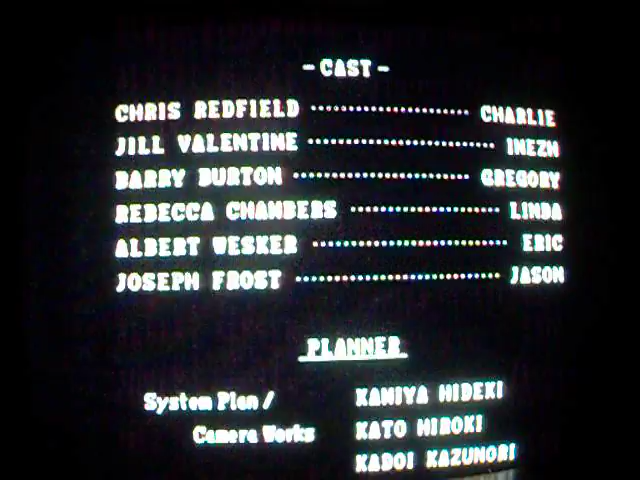 -CAST-
CHRIS REDFIELD ........................ CHARLIE
JILL VALENTINE ........................ INEZH
BARRY BURTON ........................ GREGORY
REBECCA CHAMBERS .................... LINDA
ALBERT WESKER ........................ ERIC
JOSEPH FROST ........................ JASON
PLANNER
System Plan / KAMIYA HIDEKI
Camera Works KATO HIROKI
KADOI KAZUNORI